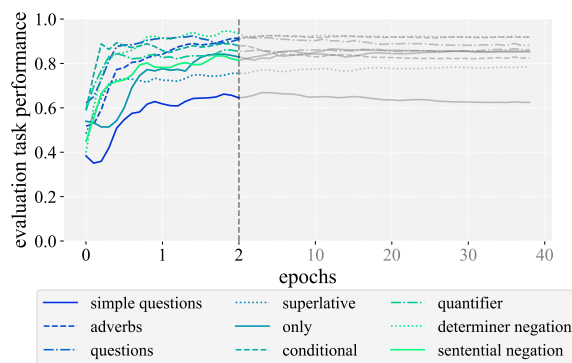 evaluation task performance
1.0
0.8
0.6
0.4
0.2
0.0
0 1 2 10 20 30 40
epochs
simple questions superlative quantifier
adverbs only determiner negation
questions conditional sentential negation